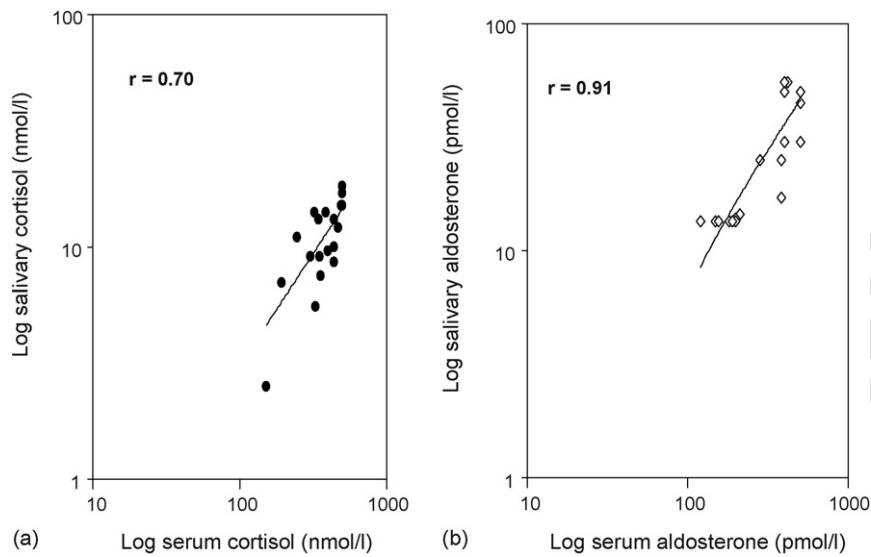 100
r = 0.70
Log salivary cortisol (nmol/l)
10
1
10
100
1000
(a)
Log serum cortisol (nmol/l)
100
r = 0.91
Log salivary aldosterone (pmol/l)
10
1
10
100
1000
(b)
Log serum aldosterone (pmol/l)